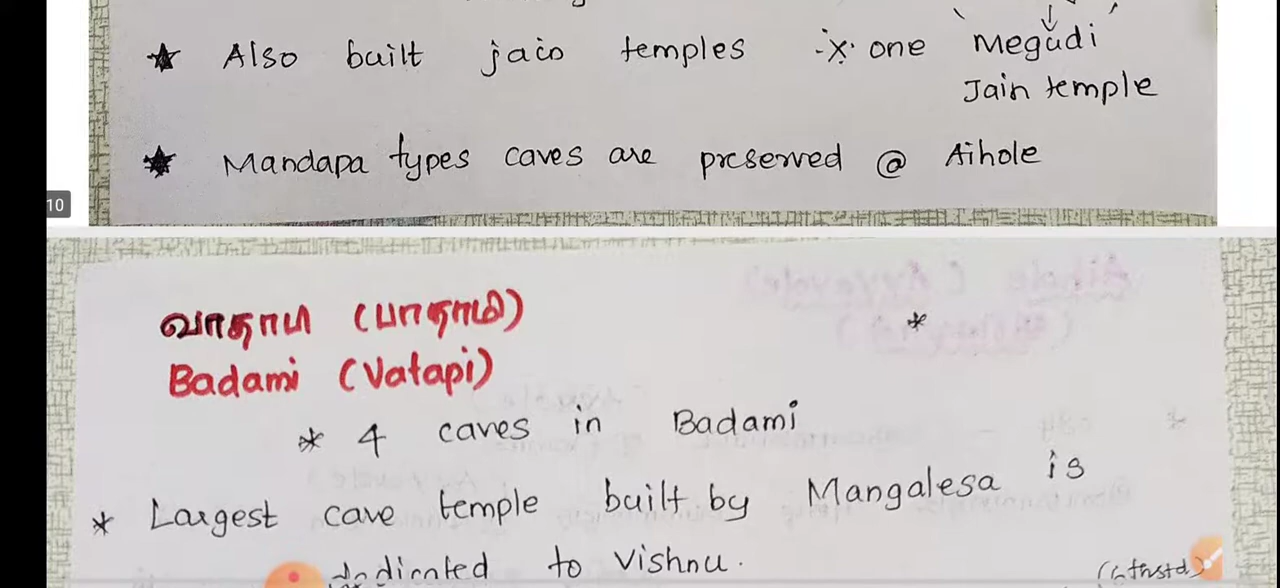 ★ Also built jain temples ∴ one Megudi
Jain temple
★ Mandapa types caves are preserved @ Aihole
10
வாதாபி (பாதாமி)
*
Badami (Vatapi)
* 4 caves in Badami
* Largest cave temple built by Mangalesa is
dedicated to Vishnu.